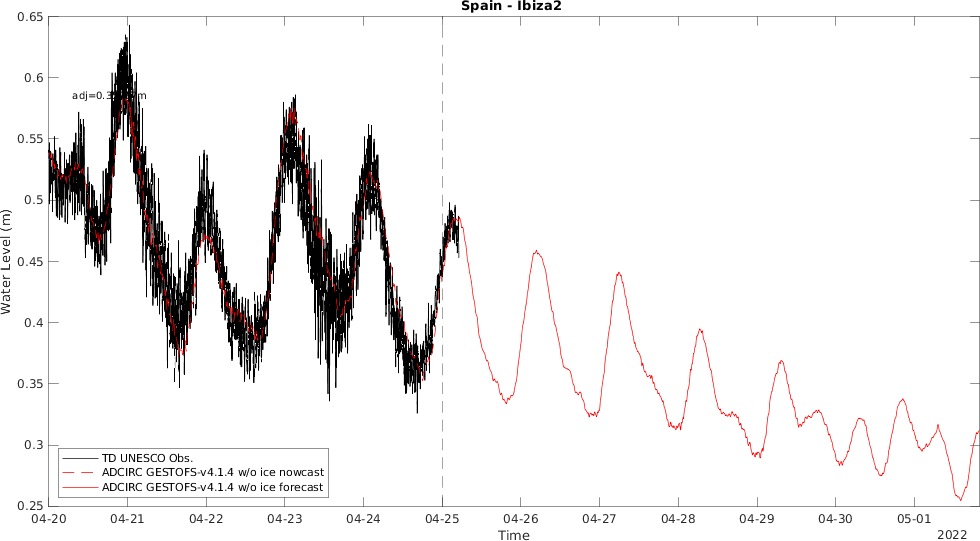 Spain - Ibiza2
0.65
0.6
0.55
0.5
0.45
0.4
0.35
0.3
0.25
Water Level (m)
TD UNESCO Obs.
ADCIRC GESTOFS-v4.1.4 w/o ice nowcast
ADCIRC GESTOFS-v4.1.4 w/o ice forecast
04-20 04-21 04-22 04-23 04-24 04-25 04-26 04-27 04-28 04-29 04-30 05-01
Time
2022